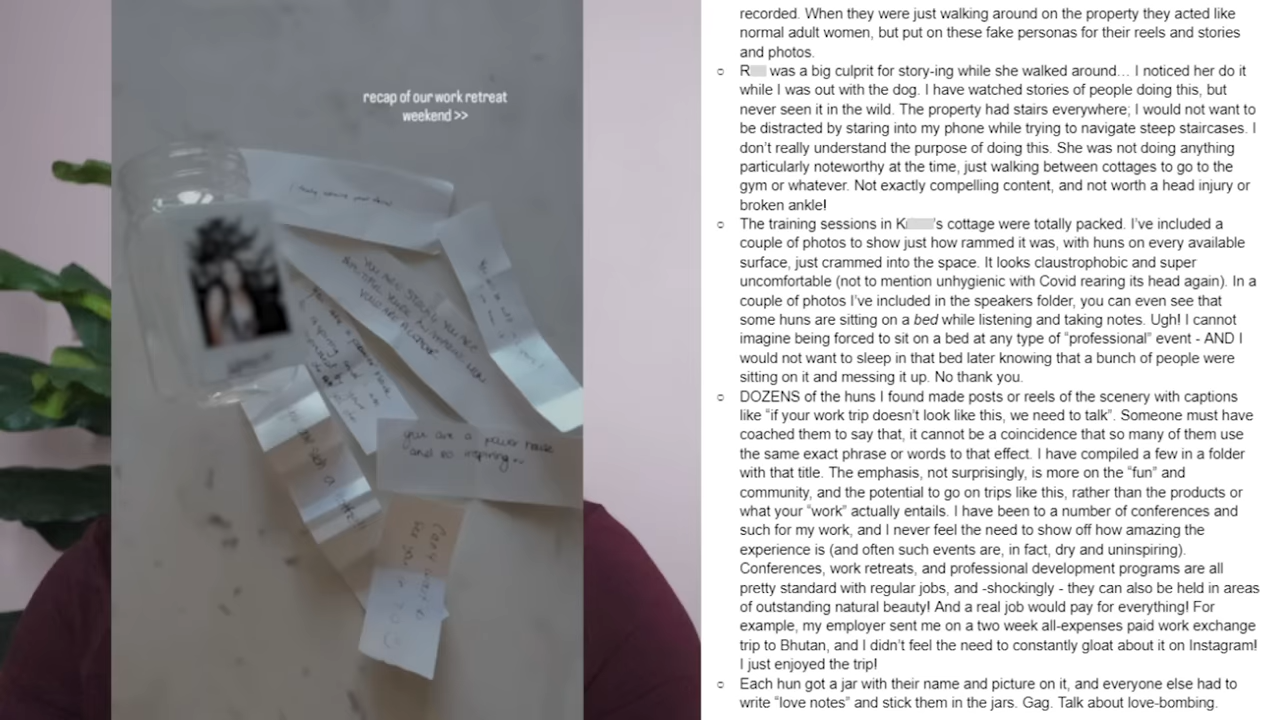 recap of our work retreat
weekend >>
you are a power house
and so inspiring~
recorded. When they were just walking around on the property they acted like
normal adult women, but put on these fake personas for their reels and stories
and photos.
○ R was a big culprit for story-ing while she walked around… I noticed her do it
while I was out with the dog. I have watched stories of people doing this, but
never seen it in the wild. The property had stairs everywhere; I would not want to
be distracted by staring into my phone while trying to navigate steep staircases. I
don’t really understand the purpose of doing this. She was not doing anything
particularly noteworthy at the time, just walking between cottages to go to the
gym or whatever. Not exactly compelling content, and not worth a head injury or
broken ankle!
○ The training sessions in K ’s cottage were totally packed. I’ve included a
couple of photos to show just how rammed it was, with huns on every available
surface, just crammed into the space. It looks claustrophobic and super
uncomfortable (not to mention unhygienic with Covid rearing its head again). In a
couple of photos I’ve included in the speakers folder, you can even see that
some huns are sitting on a bed while listening and taking notes. Ugh! I cannot
imagine being forced to sit on a bed at any type of “professional” event - AND I
would not want to sleep in that bed later knowing that a bunch of people were
sitting on it and messing it up. No thank you.
○ DOZENS of the huns I found made posts or reels of the scenery with captions
like “if your work trip doesn’t look like this, we need to talk”. Someone must have
coached them to say that, it cannot be a coincidence that so many of them use
the same exact phrase or words to that effect. I have compiled a few in a folder
with that title. The emphasis, not surprisingly, is more on the “fun” and
community, and the potential to go on trips like this, rather than the products or
what your “work” actually entails. I have been to a number of conferences and
such for my work, and I never feel the need to show off how amazing the
experience is (and often such events are, in fact, dry and uninspiring).
Conferences, work retreats, and professional development programs are all
pretty standard with regular jobs, and -shockingly - they can also be held in areas
of outstanding natural beauty! And a real job would pay for everything! For
example, my employer sent me on a two week all-expenses paid work exchange
trip to Bhutan, and I didn’t feel the need to constantly gloat about it on Instagram!
I just enjoyed the trip!
○ Each hun got a jar with their name and picture on it, and everyone else had to
write “love notes” and stick them in the jars. Gag. Talk about love-bombing.